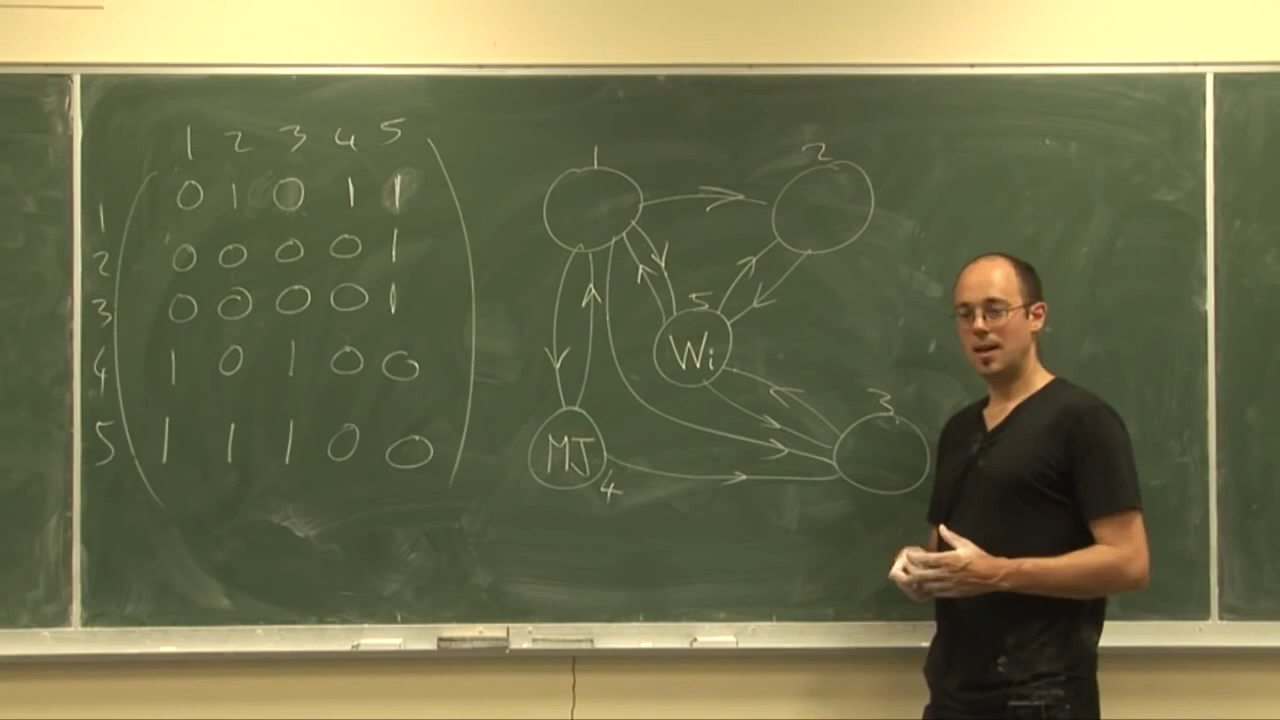 1 2 3 4 5
1 0 1 0 1 1
2 0 0 0 0 1
3 0 0 0 0 1
4 1 0 1 0 0
5 1 1 1 0 0
1
2
5
Wi
3
MJ
4